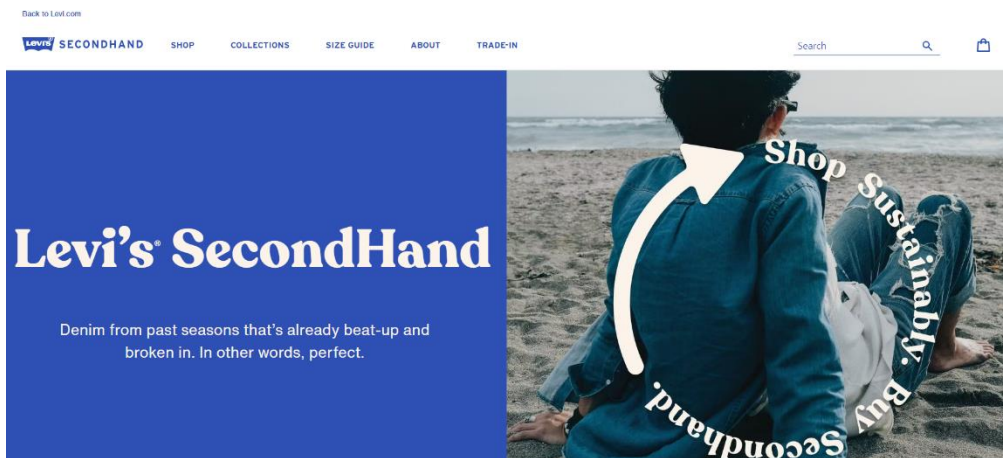 Back to Levi.com
Levi's SECONDHAND SHOP COLLECTIONS SIZE GUIDE ABOUT TRADE-IN Search
Levi's® SecondHand
Denim from past seasons that's already beat-up and
broken in. In other words, perfect.
Shop Sustainably. Buy Secondhand.